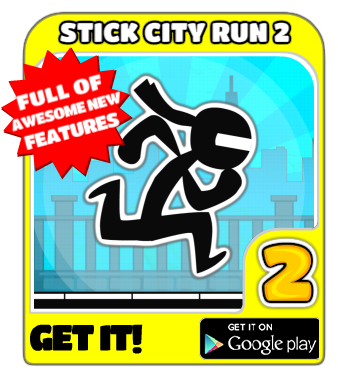 STICK CITY RUN 2
FULL OF
AWESOME NEW
FEATURES
2
GET IT!
GET IT ON
Google play